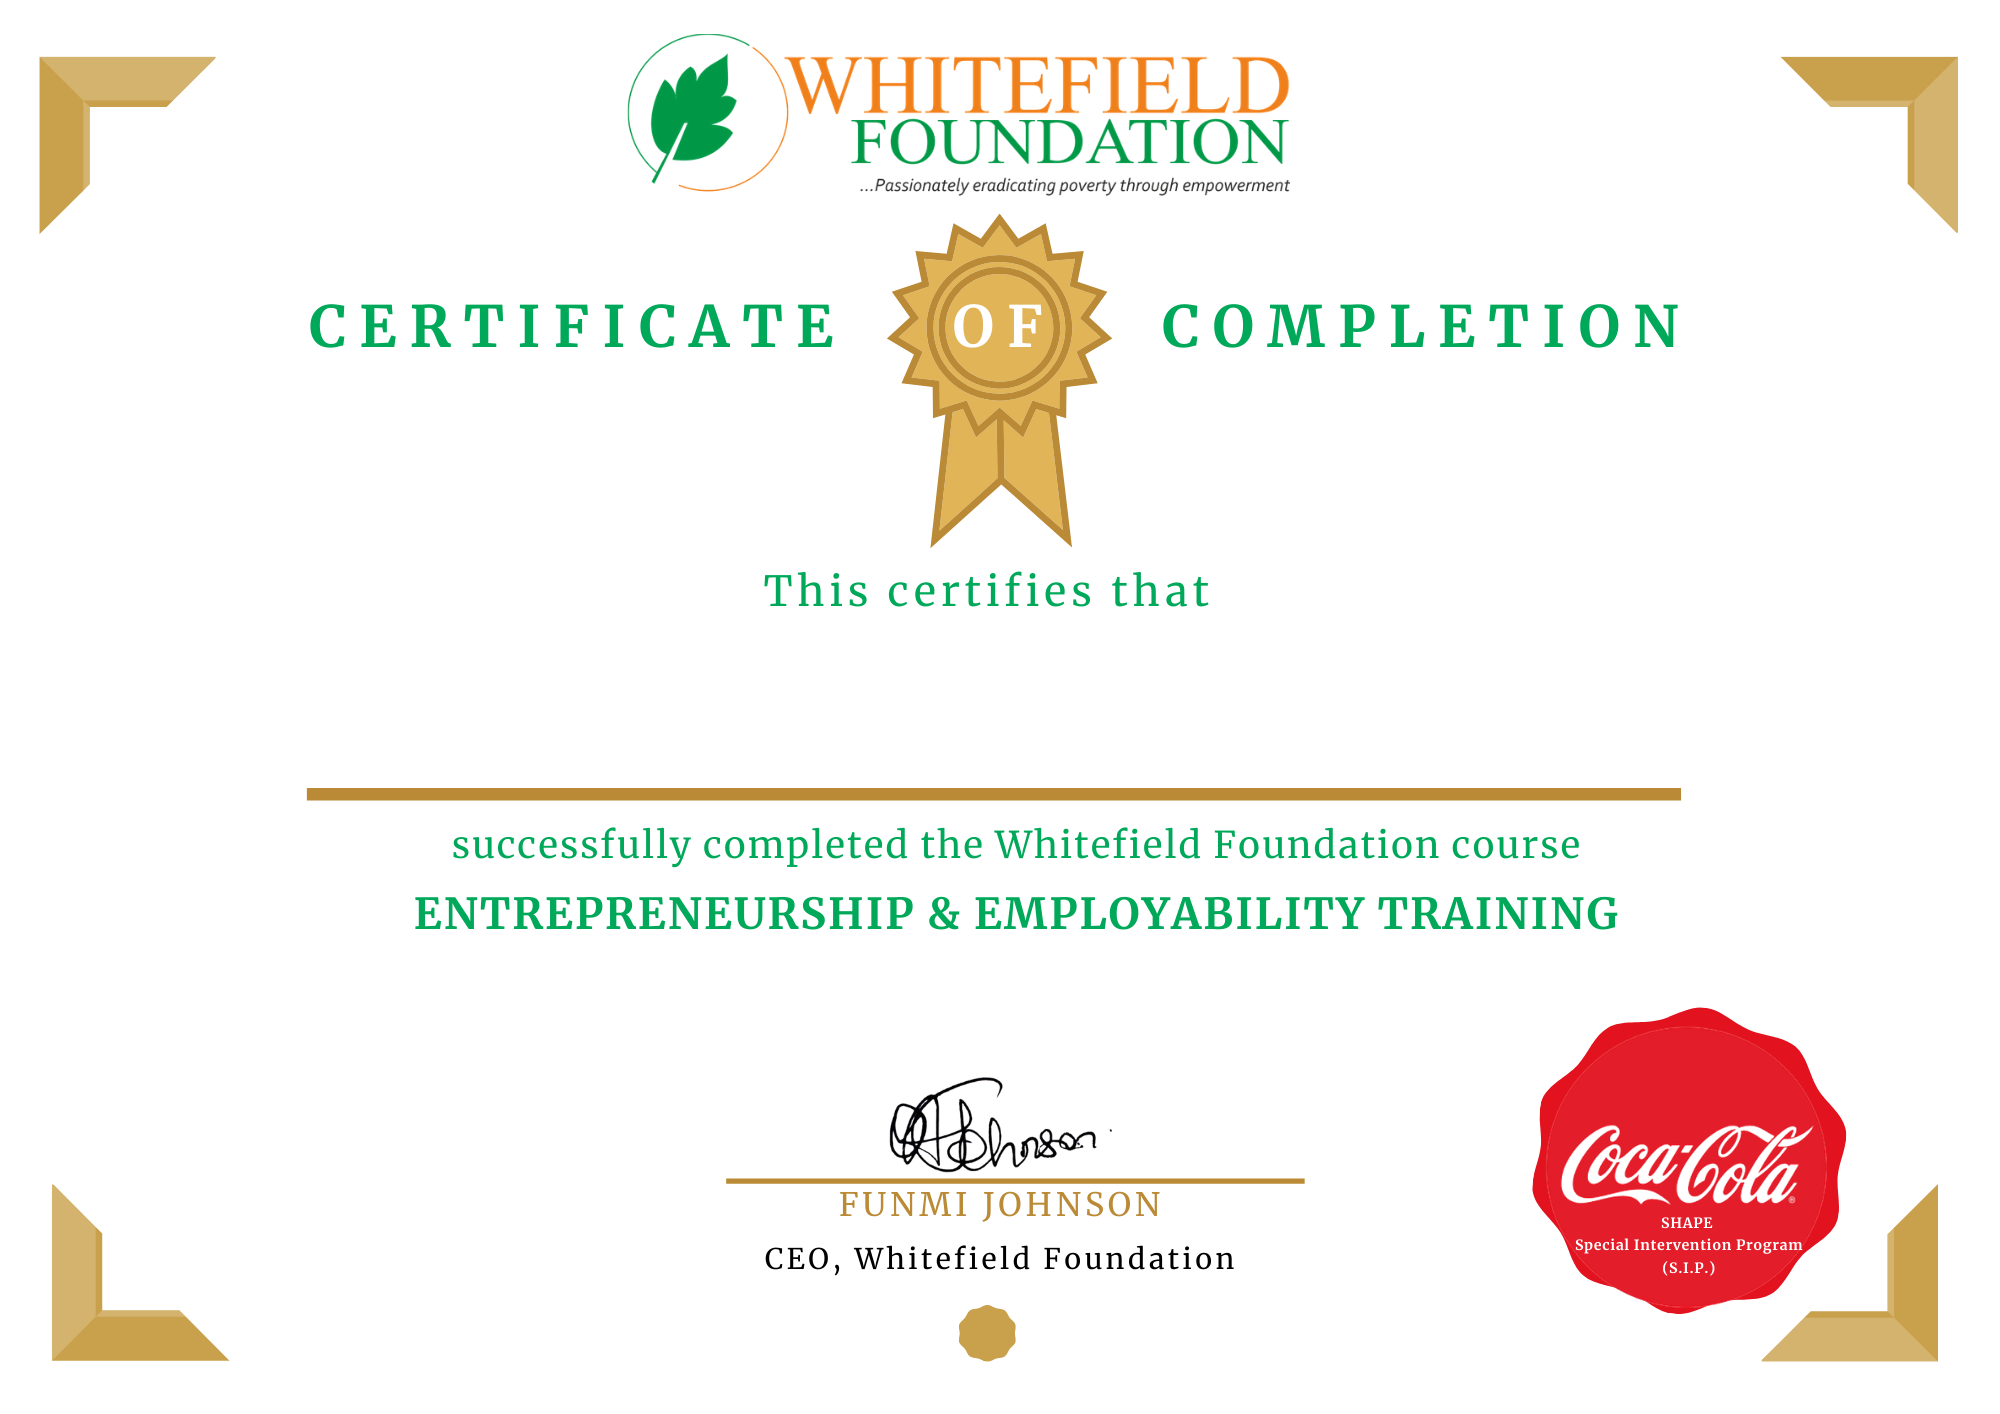 WHITEFIELD
FOUNDATION
...Passionately eradicating poverty through empowerment
CERTIFICATE OF COMPLETION
This certifies that
successfully completed the Whitefield Foundation course
ENTREPRENEURSHIP & EMPLOYABILITY TRAINING
Johnson
FUNMI JOHNSON
CEO, Whitefield Foundation
Coca-Cola®
SHAPE
Special Intervention Program
(S.I.P.)